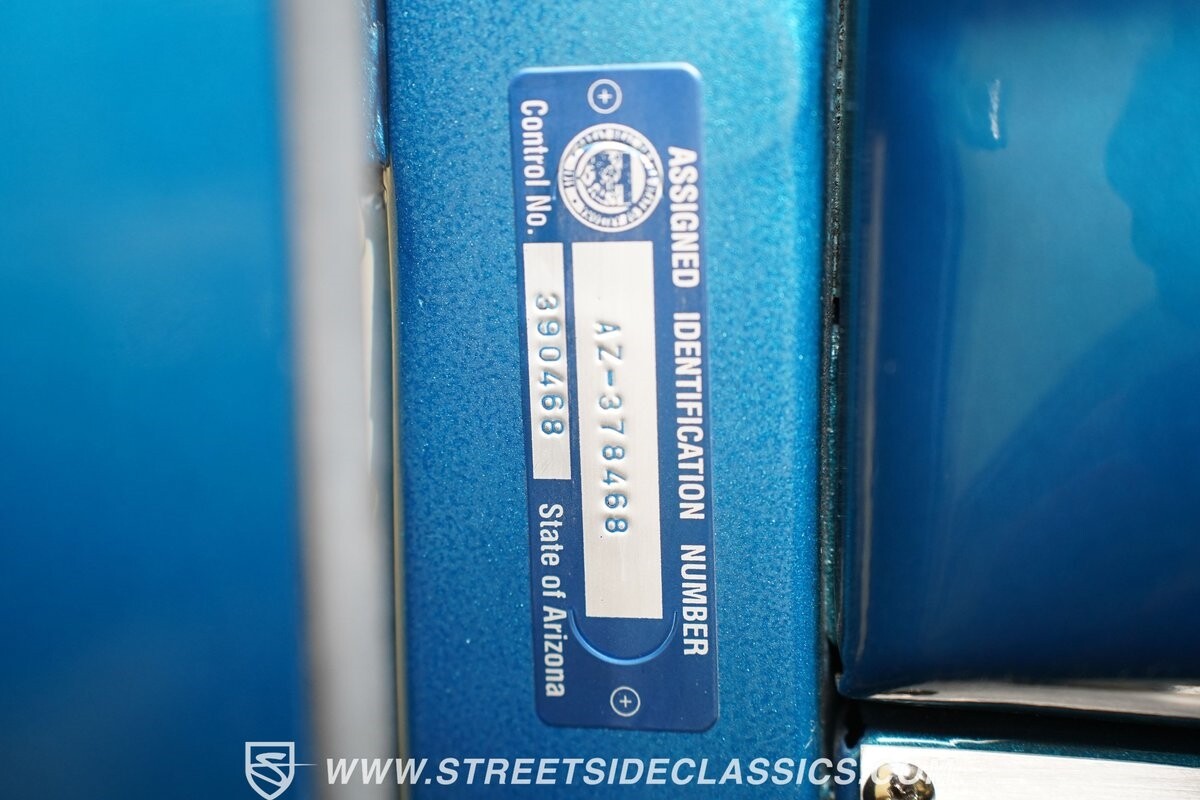 ASSIGNED IDENTIFICATION NUMBER
AZ-378468
Control No. 390468 State of Arizona
WWW.STREETSIDECLASSICS.COM